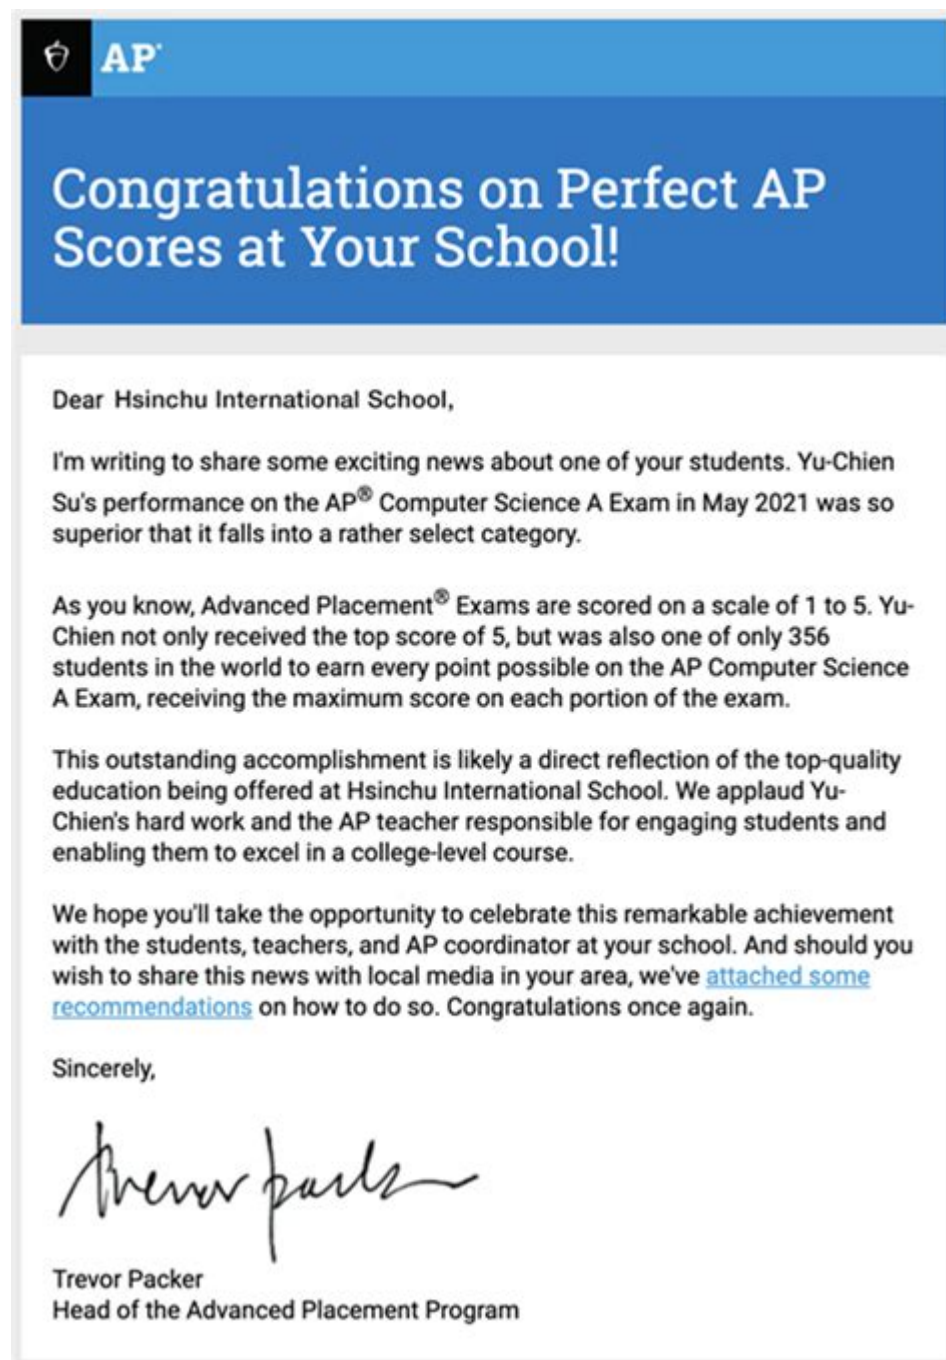 AP®
Congratulations on Perfect AP
Scores at Your School!
Dear Hsinchu International School,
I'm writing to share some exciting news about one of your students. Yu-Chien
Su's performance on the AP® Computer Science A Exam in May 2021 was so
superior that it falls into a rather select category.
As you know, Advanced Placement® Exams are scored on a scale of 1 to 5. Yu-
Chien not only received the top score of 5, but was also one of only 356
students in the world to earn every point possible on the AP Computer Science
A Exam, receiving the maximum score on each portion of the exam.
This outstanding accomplishment is likely a direct reflection of the top-quality
education being offered at Hsinchu International School. We applaud Yu-
Chien's hard work and the AP teacher responsible for engaging students and
enabling them to excel in a college-level course.
We hope you'll take the opportunity to celebrate this remarkable achievement
with the students, teachers, and AP coordinator at your school. And should you
wish to share this news with local media in your area, we've attached some
recommendations on how to do so. Congratulations once again.
Sincerely,
Trevor Packer
Trevor Packer
Head of the Advanced Placement Program